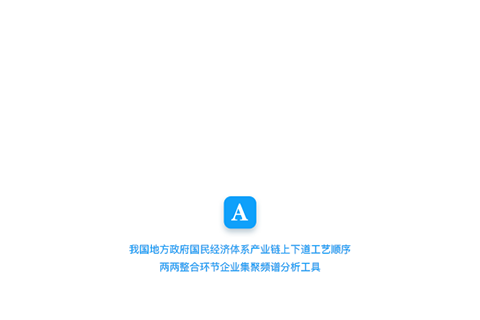 A
我国地方政府国民经济体系产业链上下道工艺顺序
两两整合环节企业集聚频谱分析工具